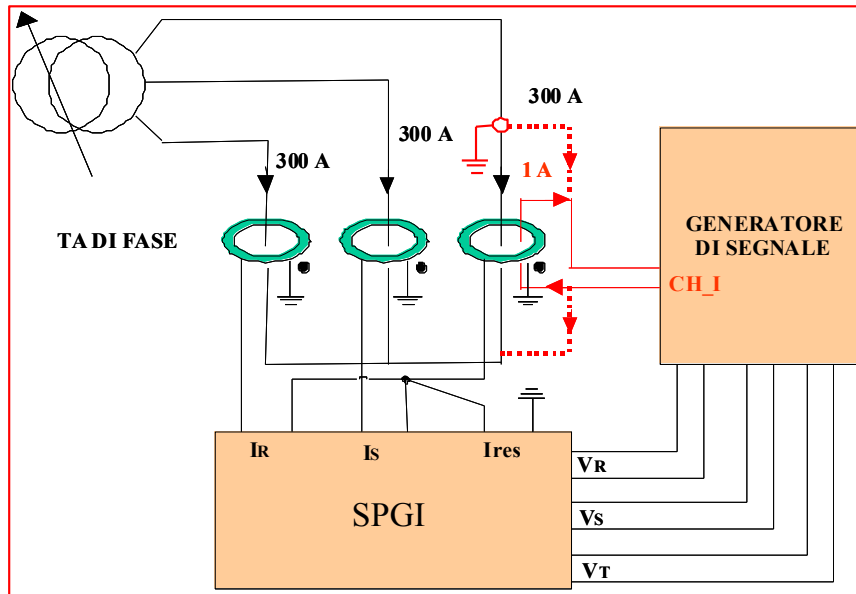 300 A
300 A
300 A
1 A
TA DI FASE
GENERATORE
DI SEGNALE
CH_I
IR
IS
Ires
SPGI
VR
VS
VT